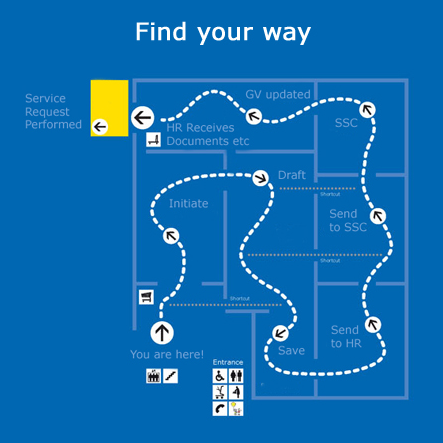 Find your way
Service
Request
Performed
GV updated
SSC
HR Receives
Documents etc
Draft
Shortcut
Initiate
Send
to SSC
Shortcut
Shortcut
Send
to HR
Save
You are here!
Entrance